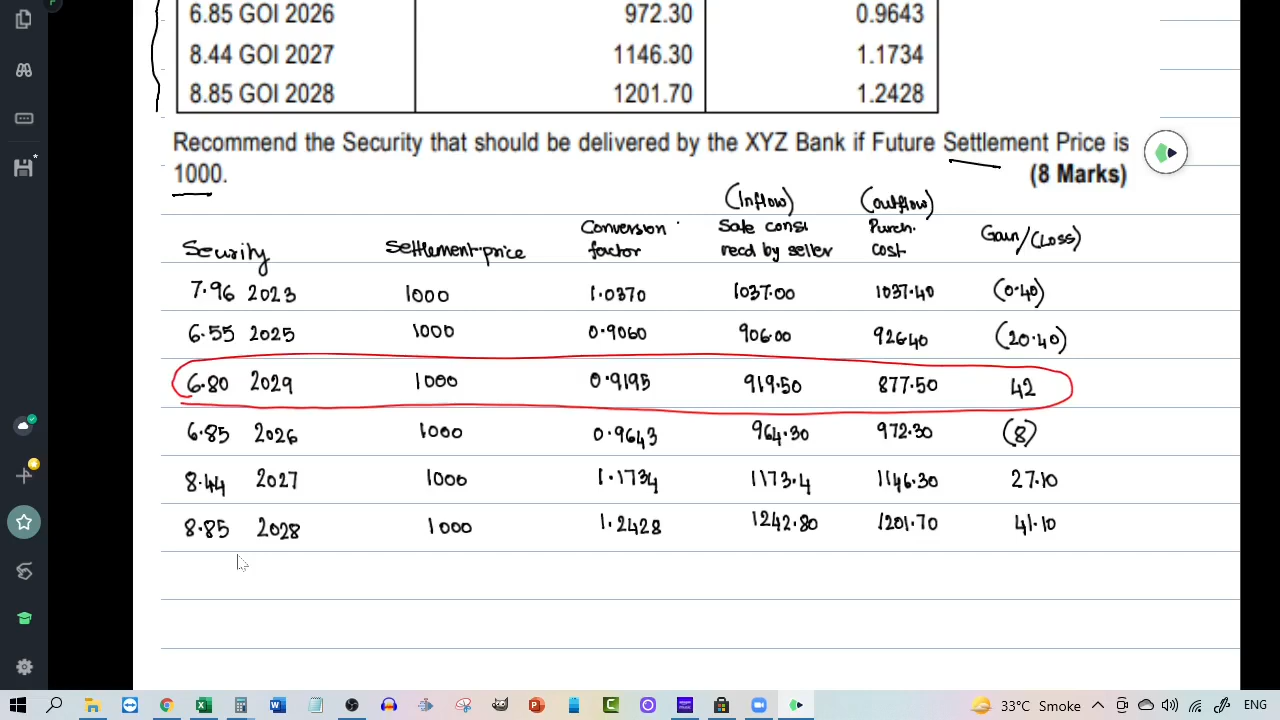 6.85 GOI 2026 972.30 0.9643
8.44 GOI 2027 1146.30 1.1734
8.85 GOI 2028 1201.70 1.2428
Recommend the Security that should be delivered by the XYZ Bank if Future Settlement Price is
1000. (8 Marks)
(Inflow) (outflow)
Security Settlement price Conversion factor Sale consi recd by seller Purch. cost Gain/(Loss)
7.96 2023 1000 1.0370 1037.00 1037.40 (0.40)
6.55 2025 1000 0.9060 906.00 926.40 (20.40)
6.80 2029 1000 0.9195 919.50 877.50 42
6.85 2026 1000 0.9643 964.30 972.30 (8)
8.44 2027 1000 1.1734 1173.4 1146.30 27.10
8.85 2028 1000 1.2428 1242.80 1201.70 41.10
33°C Smoke ENG